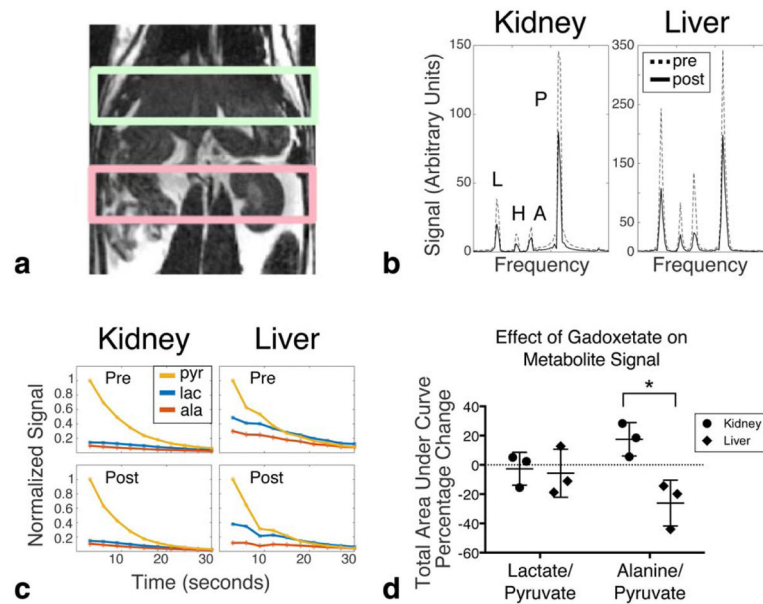 a
Kidney
Liver
Signal (Arbitrary Units)
150
100
50
0
L
H
A
P
350
250
150
50
0
pre
post
Frequency
Frequency
b
Kidney
Liver
Normalized Signal
Pre
pyr
lac
ala
Pre
1
0.8
0.6
0.4
0.2
Post
Post
1
0.8
0.6
0.4
0.2
0 10 20 30
0 10 20 30
Time (seconds)
c
Effect of Gadoxetate on
Metabolite Signal
Total Area Under Curve
Percentage Change
40
20
0
-20
-40
-60
*
Kidney
Liver
Lactate/
Pyruvate
Alanine/
Pyruvate
d